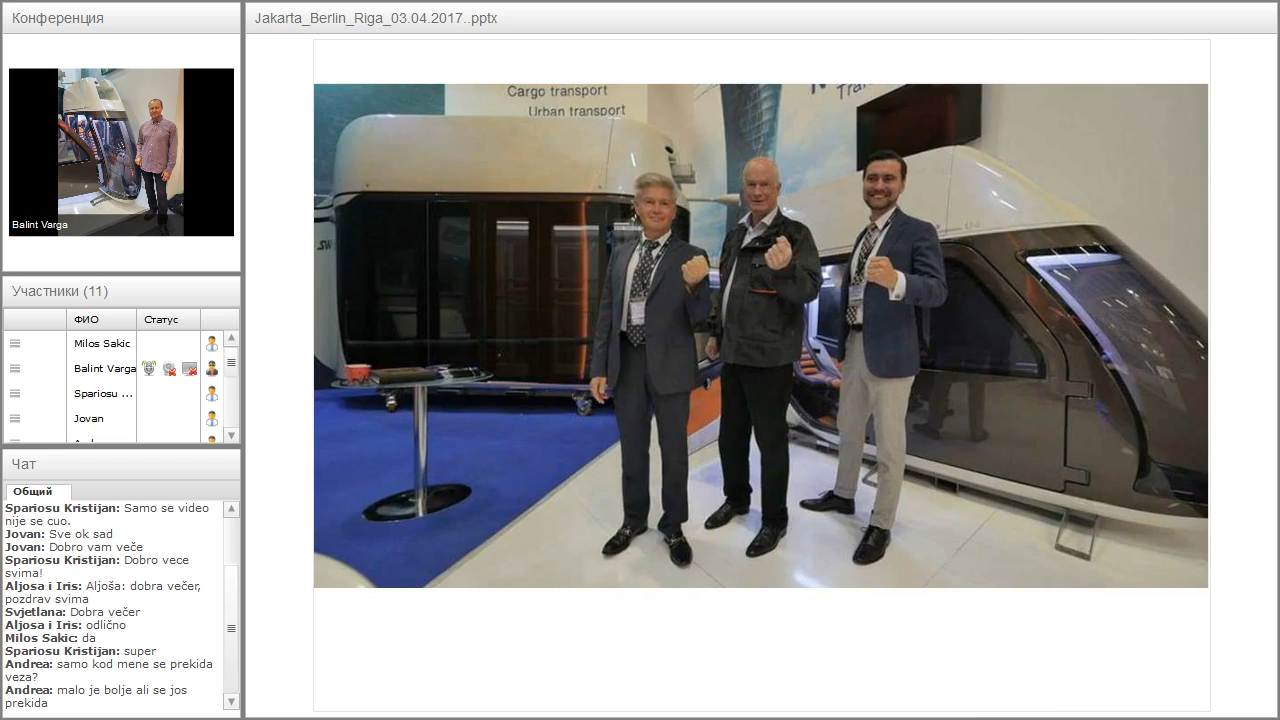 Конференция
Balint Varga
Участники (11)
ФИО
Статус
Milos Sakic
Balint Varga
Spariosu ...
Jovan
Чат
Общий
Spariosu Kristijan: Samo se video
nije se cuo.
Jovan: Sve ok sad
Jovan: Dobro vam veče
Spariosu Kristijan: Dobro vece
svima!
Aljosa i Iris: Aljoša: dobra večer,
pozdrav svima
Svjetlana: Dobra večer
Aljosa i Iris: odlično
Milos Sakic: da
Spariosu Kristijan: super
Andrea: samo kod mene se prekida
veza?
Andrea: malo je bolje ali se jos
prekida
Jakarta_Berlin_Riga_03.04.2017..pptx
Cargo transport
Urban transport